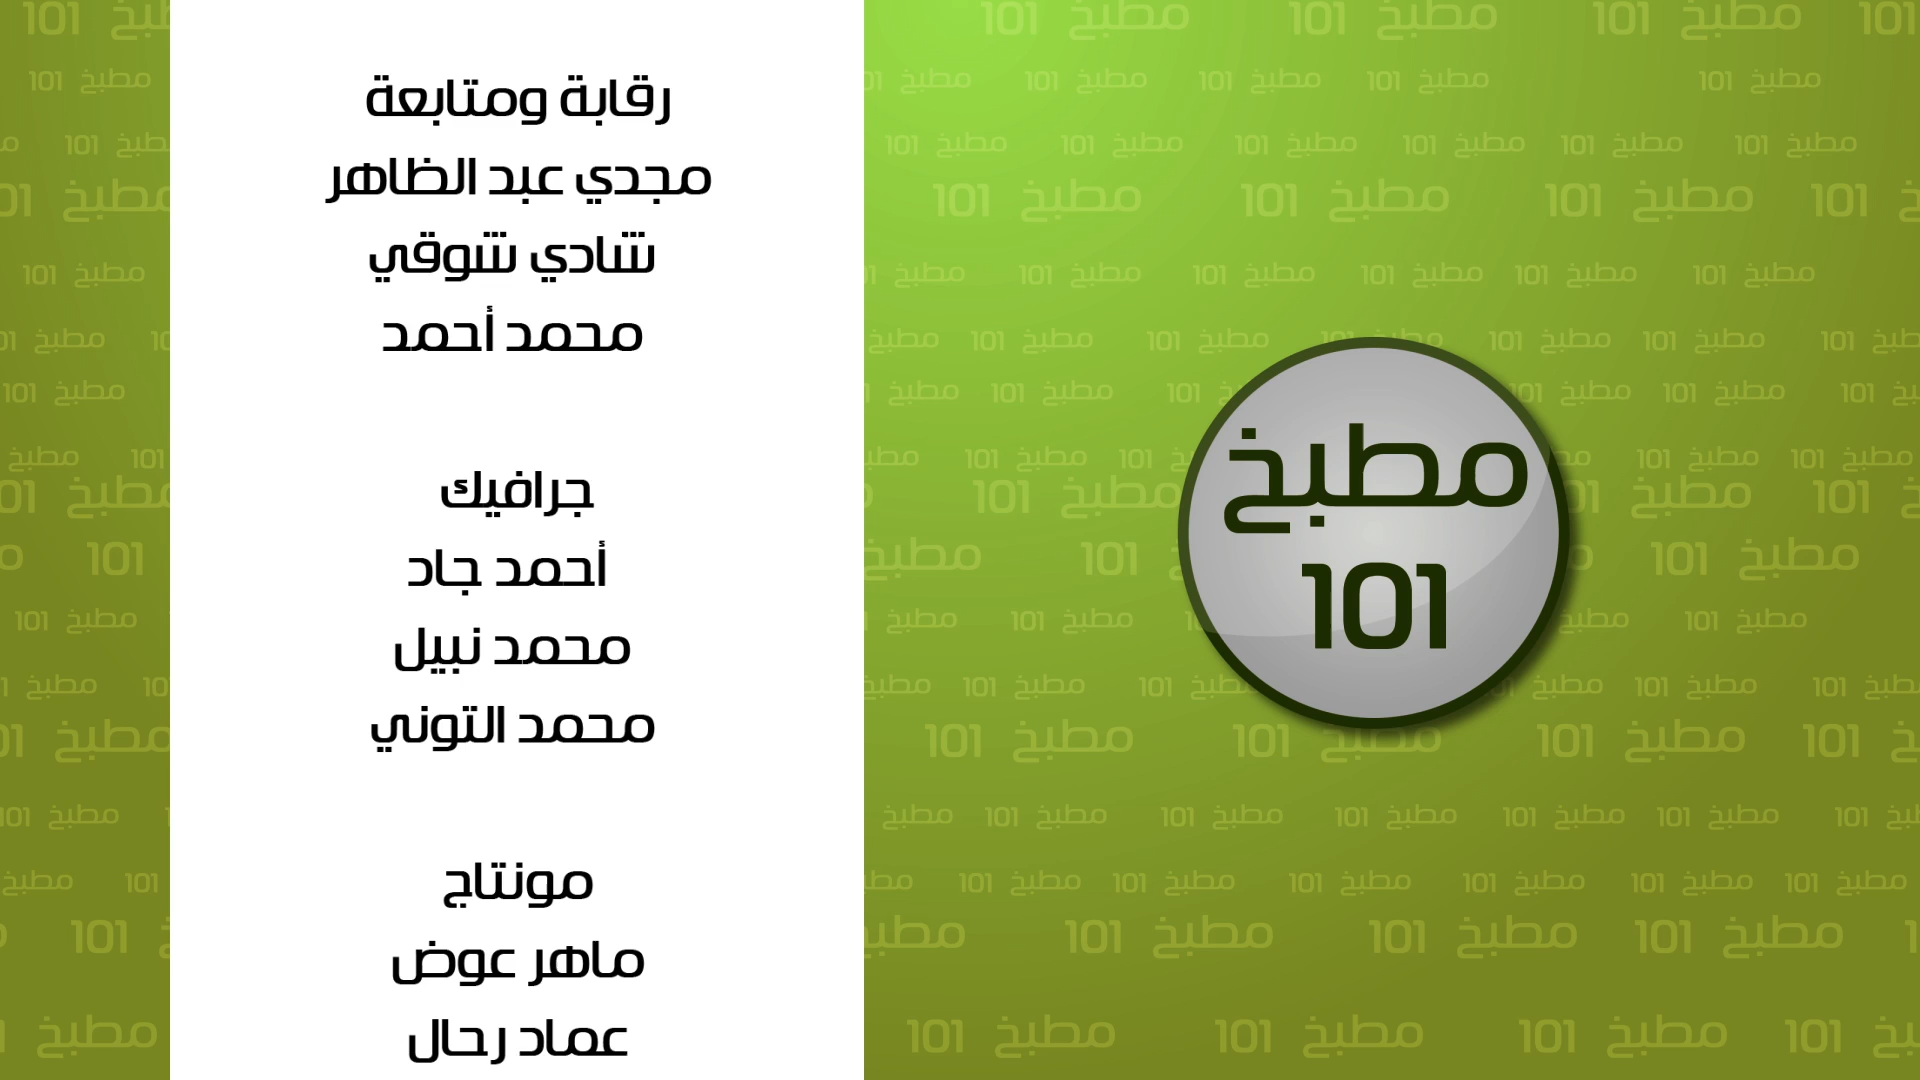 رقابة ومتابعة
مجدي عبد الظاهر
شادي شوقي
محمد أحمد
جرافيك
أحمد جاد
محمد نبيل
محمد التوني
مونتاج
ماهر عوض
عماد رحال
مطبخ
101